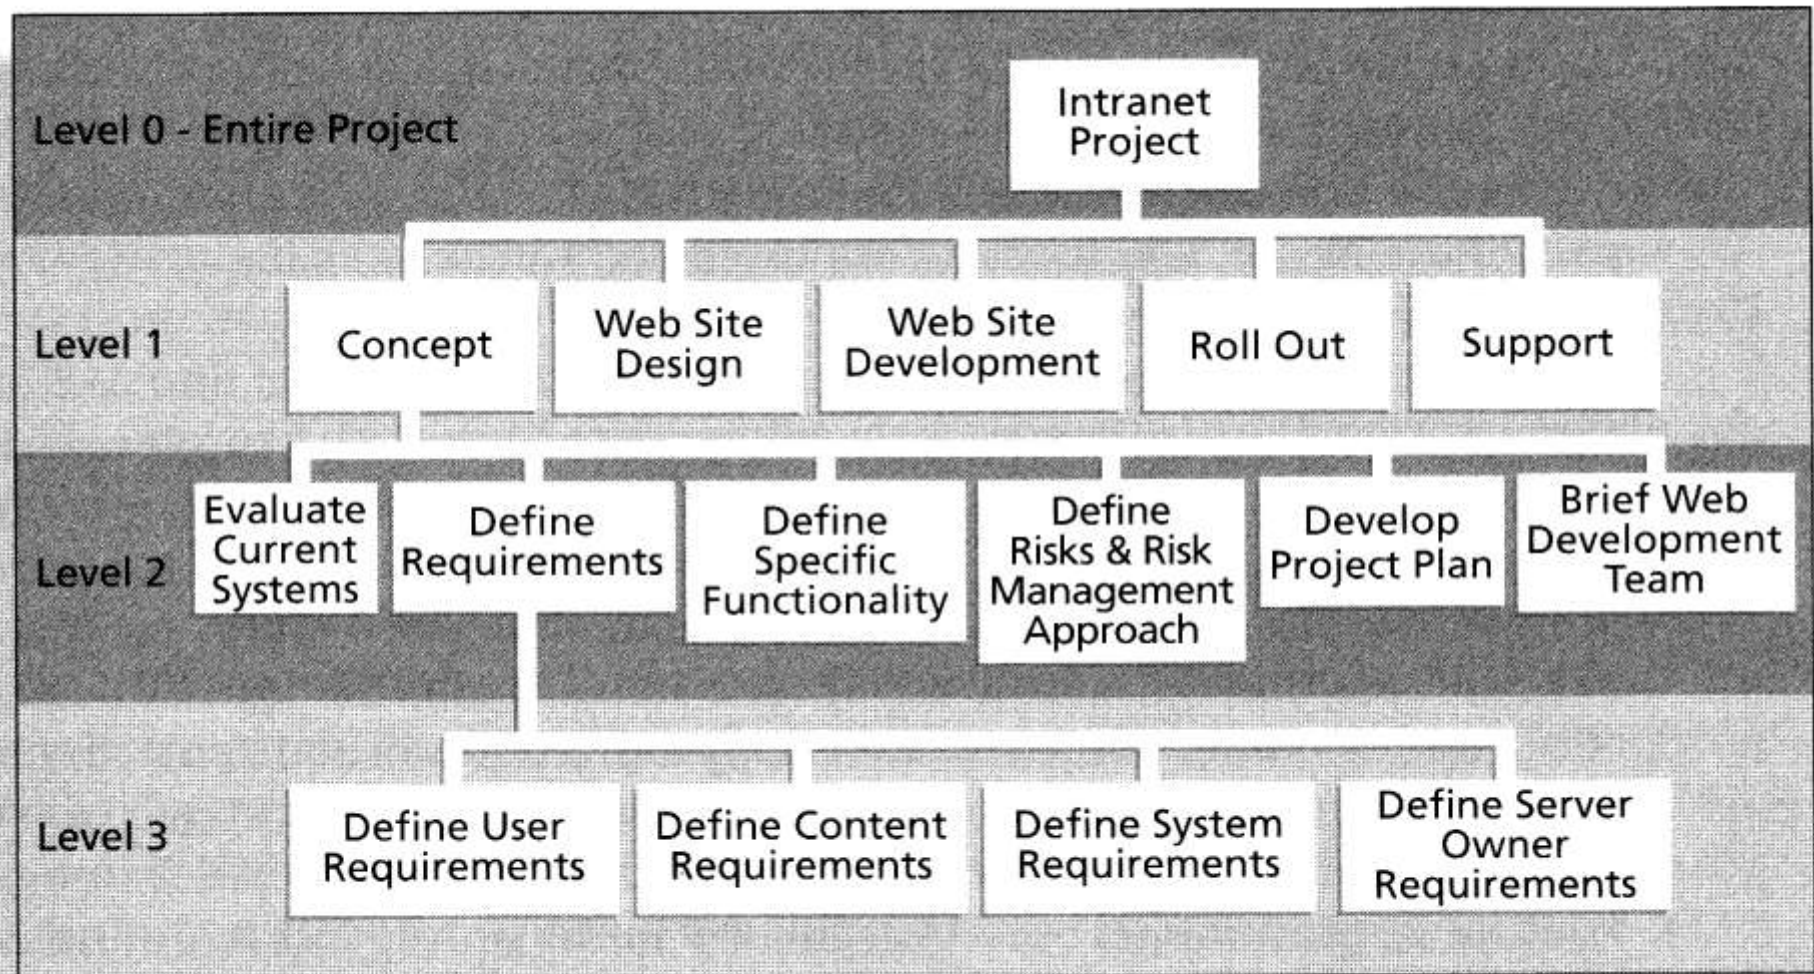 Level 0 - Entire Project
Intranet
Project
Level 1
Concept
Web Site
Design
Web Site
Development
Roll Out
Support
Level 2
Evaluate
Current
Systems
Define
Requirements
Define
Specific
Functionality
Define
Risks & Risk
Management
Approach
Develop
Project Plan
Brief Web
Development
Team
Level 3
Define User
Requirements
Define Content
Requirements
Define System
Requirements
Define Server
Owner
Requirements